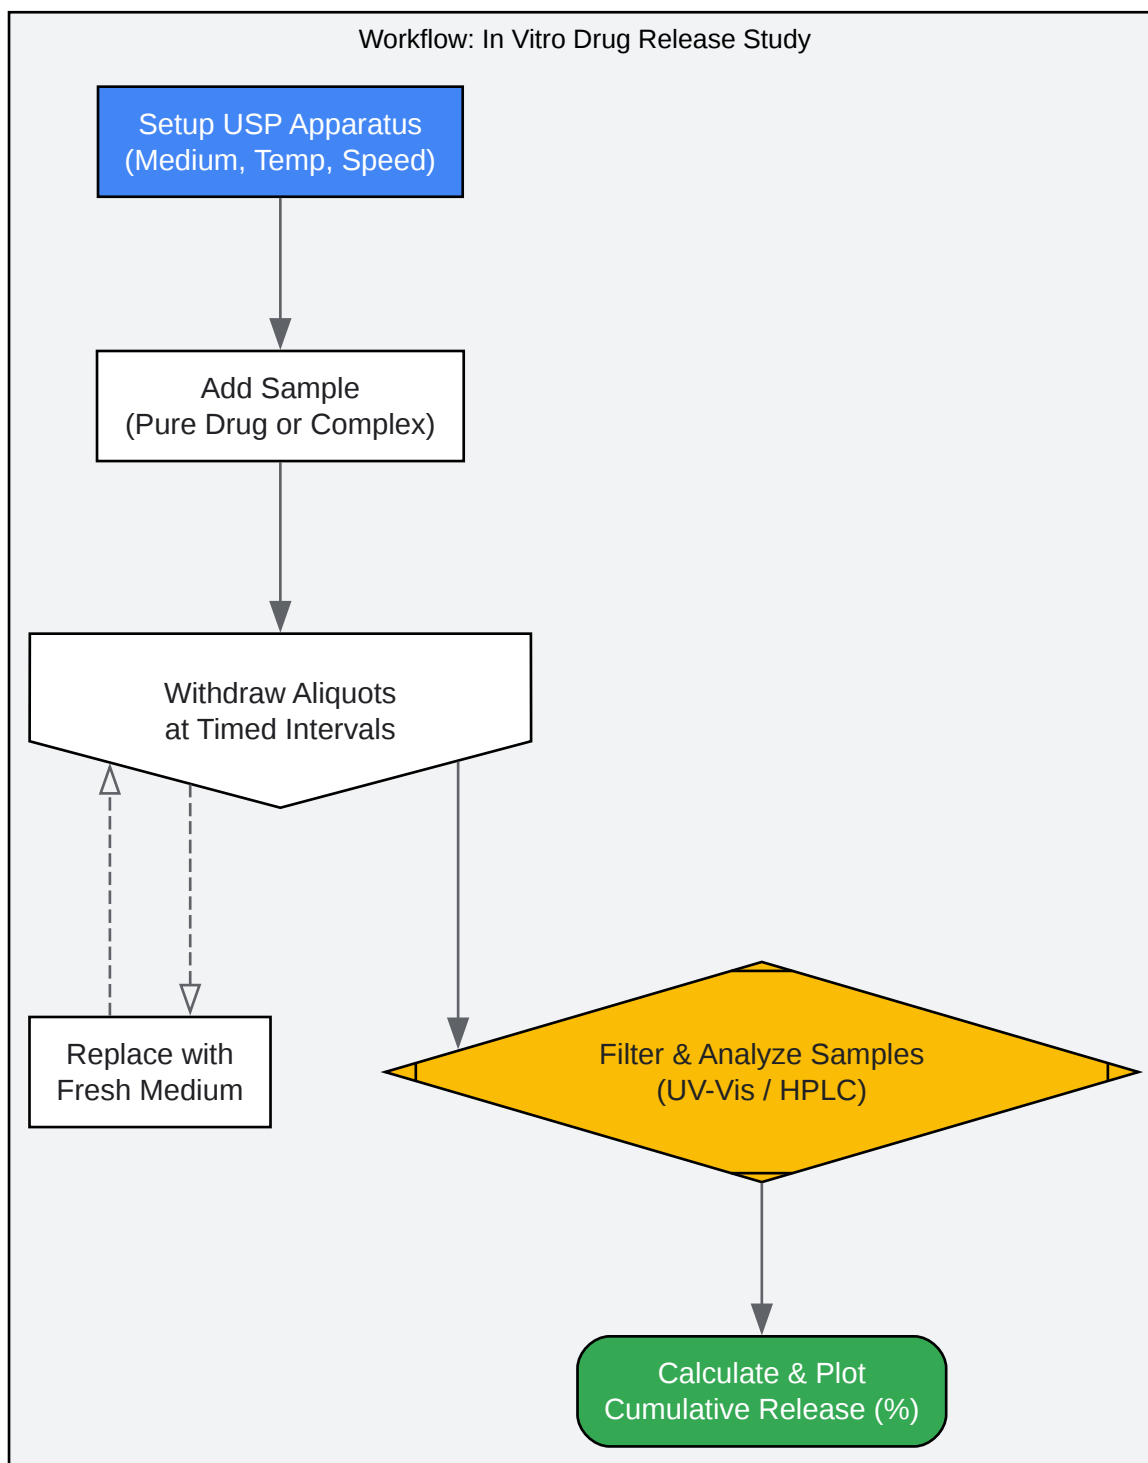 Workflow: In Vitro Drug Release Study
Setup USP Apparatus
(Medium, Temp, Speed)
Add Sample
(Pure Drug or Complex)
Withdraw Aliquots
at Timed Intervals
Replace with
Fresh Medium
Filter & Analyze Samples
(UV-Vis / HPLC)
Calculate & Plot
Cumulative Release (%)